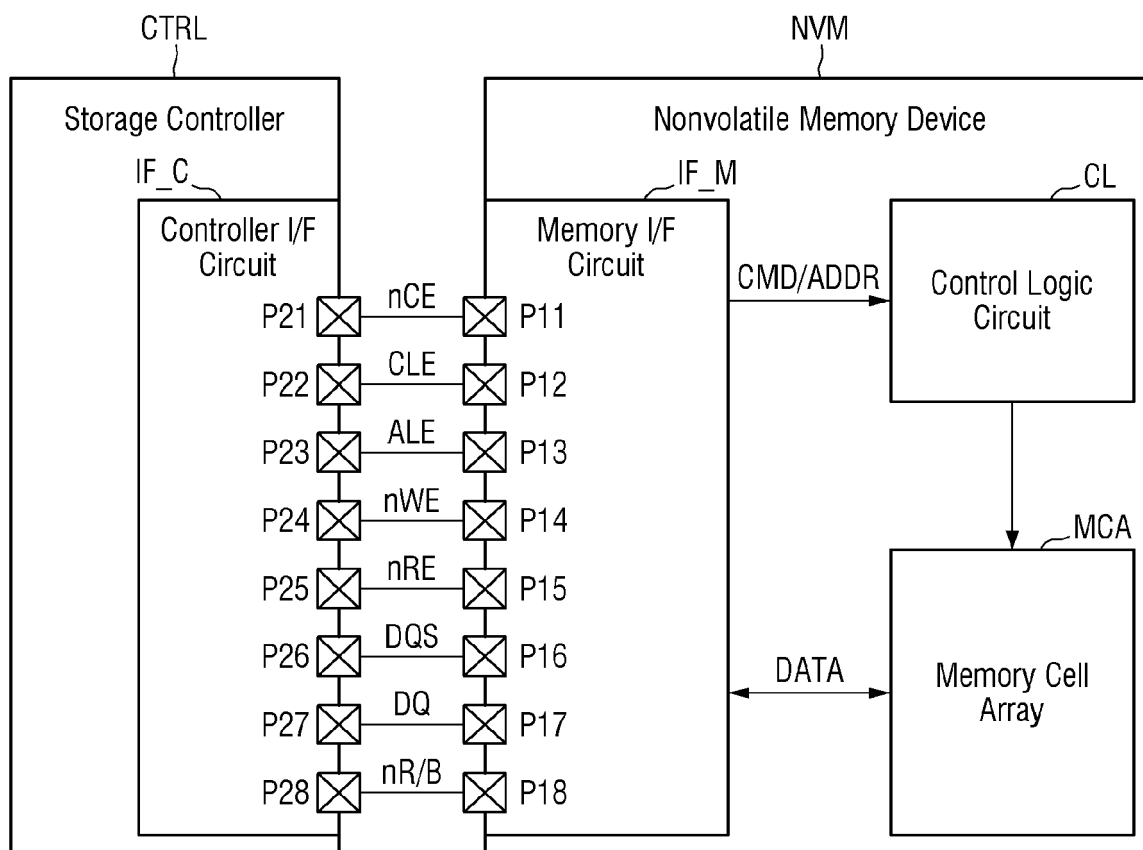 CTRL
NVM
Storage Controller
Nonvolatile Memory Device
IF_C
IF_M
CL
Controller I/F
Circuit
Memory I/F
Circuit
CMD/ADDR
Control Logic
Circuit
P21
nCE
P11
P22
CLE
P12
P23
ALE
P13
P24
nWE
P14
P25
nRE
P15
P26
DQS
P16
P27
DQ
P17
P28
nR/B
P18
MCA
DATA
Memory Cell
Array